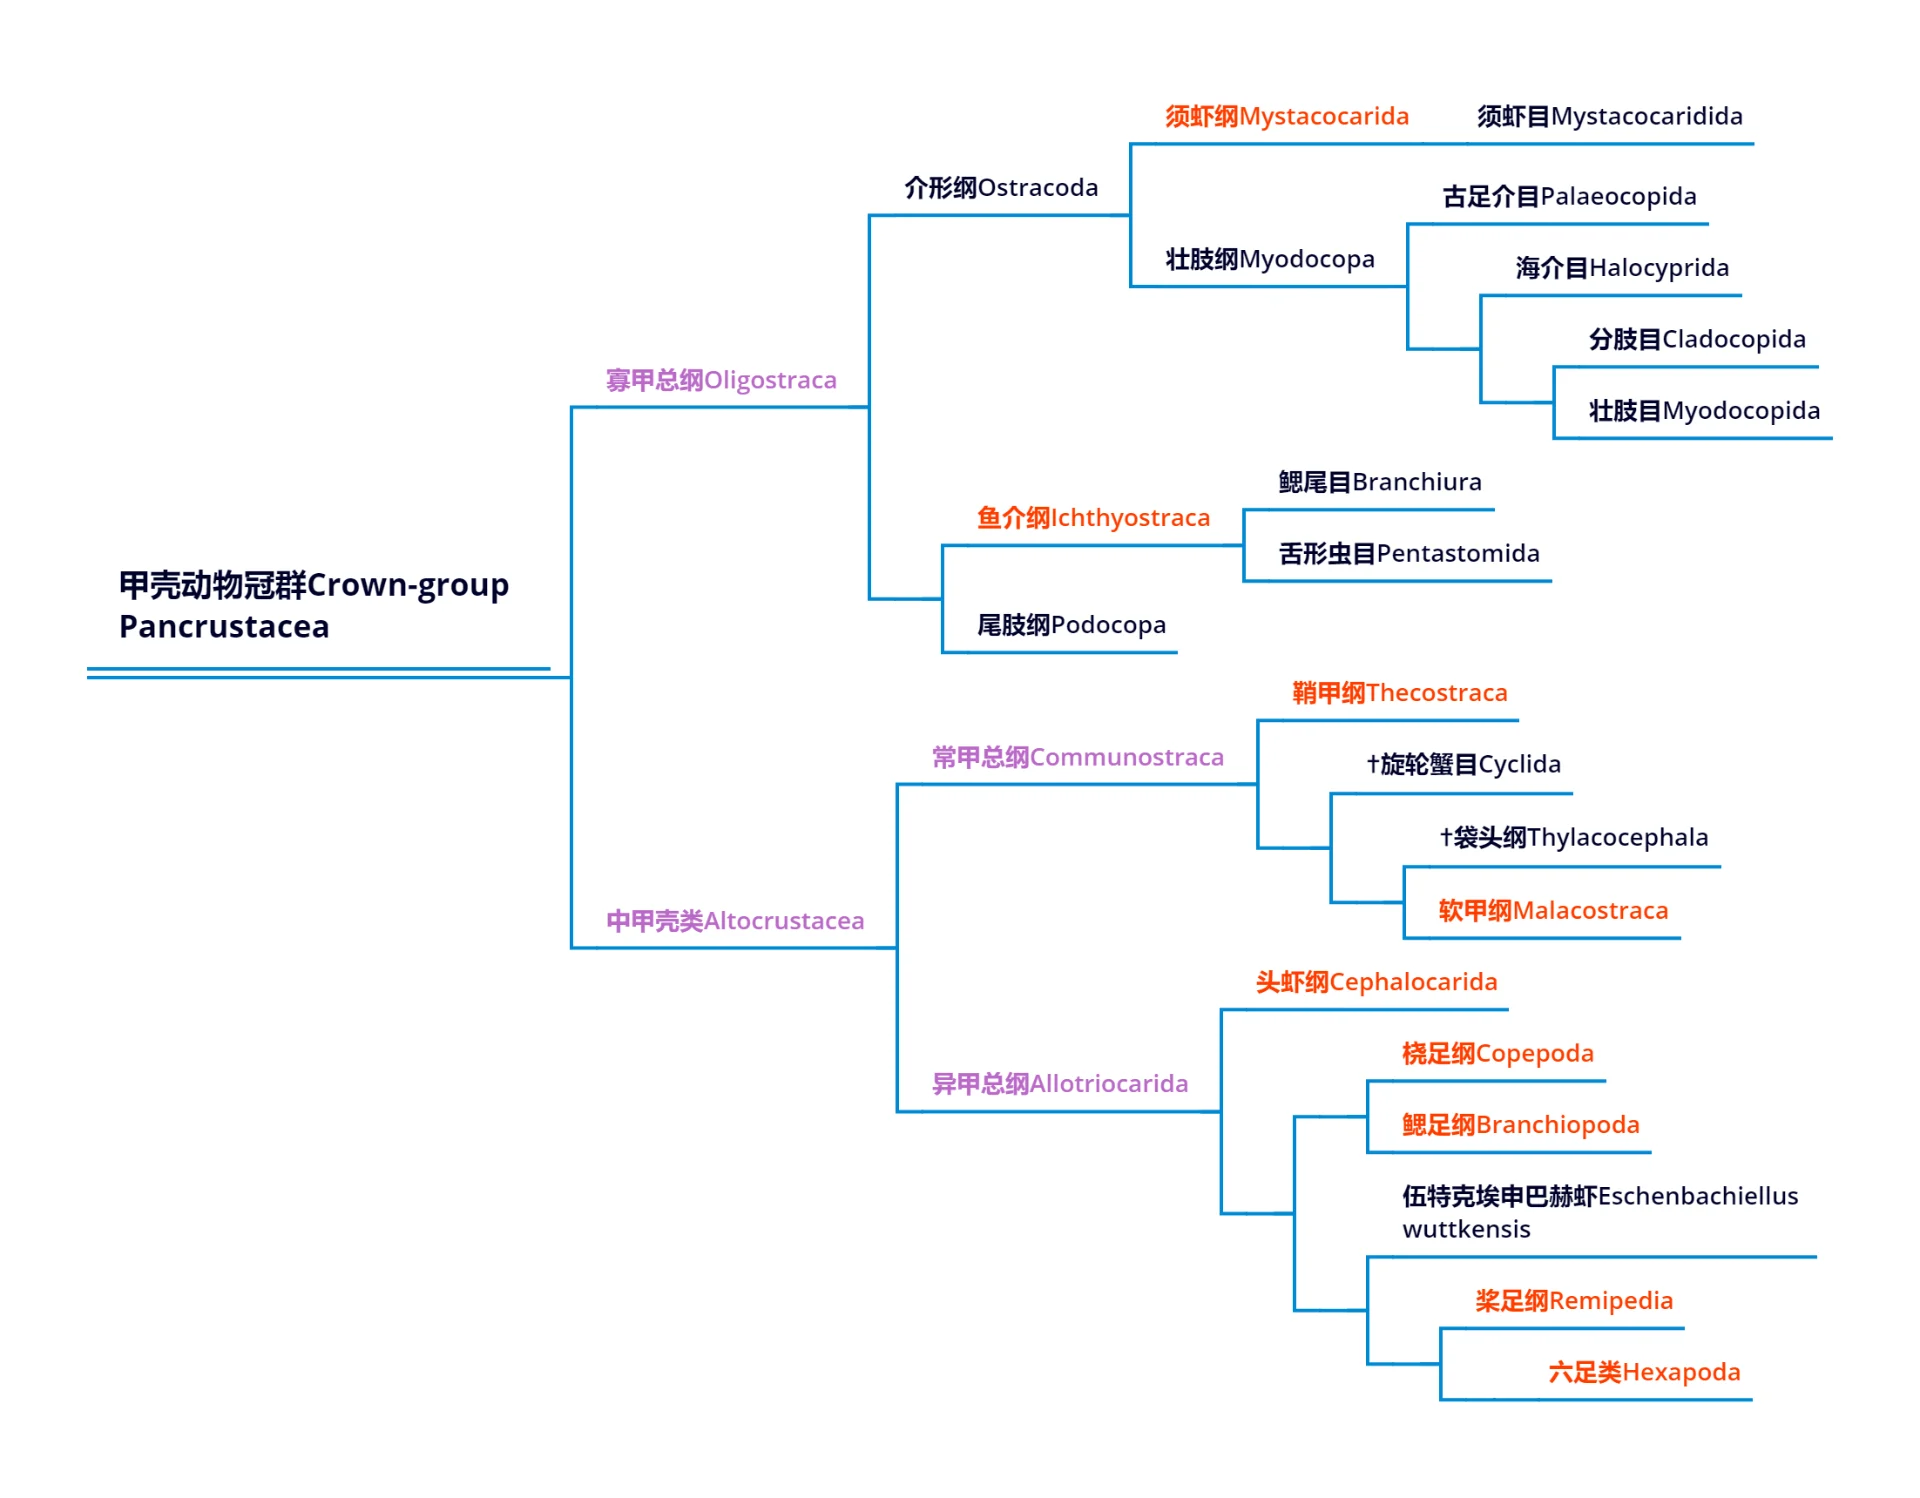 须虾纲Mystacocarida
须虾目Mystacocaridida
介形纲Ostracoda
古足介目Palaeocopida
壮肢纲Myodocopa
海介目Halocyprida
分肢目Cladocopida
壮肢目Myodocopida
寡甲总纲Oligostraca
鳃尾目Branchiura
鱼介纲Ichthyostraca
舌形虫目Pentastomida
尾肢纲Podocopa
甲壳动物冠群Crown-group
Pancrustacea
鞘甲纲Thecostraca
常甲总纲Communostraca
†旋轮蟹目Cyclida
†袋头纲Thylacocephala
软甲纲Malacostraca
中甲壳类Altocrustacea
头虾纲Cephalocarida
桡足纲Copepoda
异甲总纲Allotriocarida
鳃足纲Branchiopoda
伍特克埃申巴赫虾Eschenbachiellus
wuttkensis
桨足纲Remipedia
六足类Hexapoda